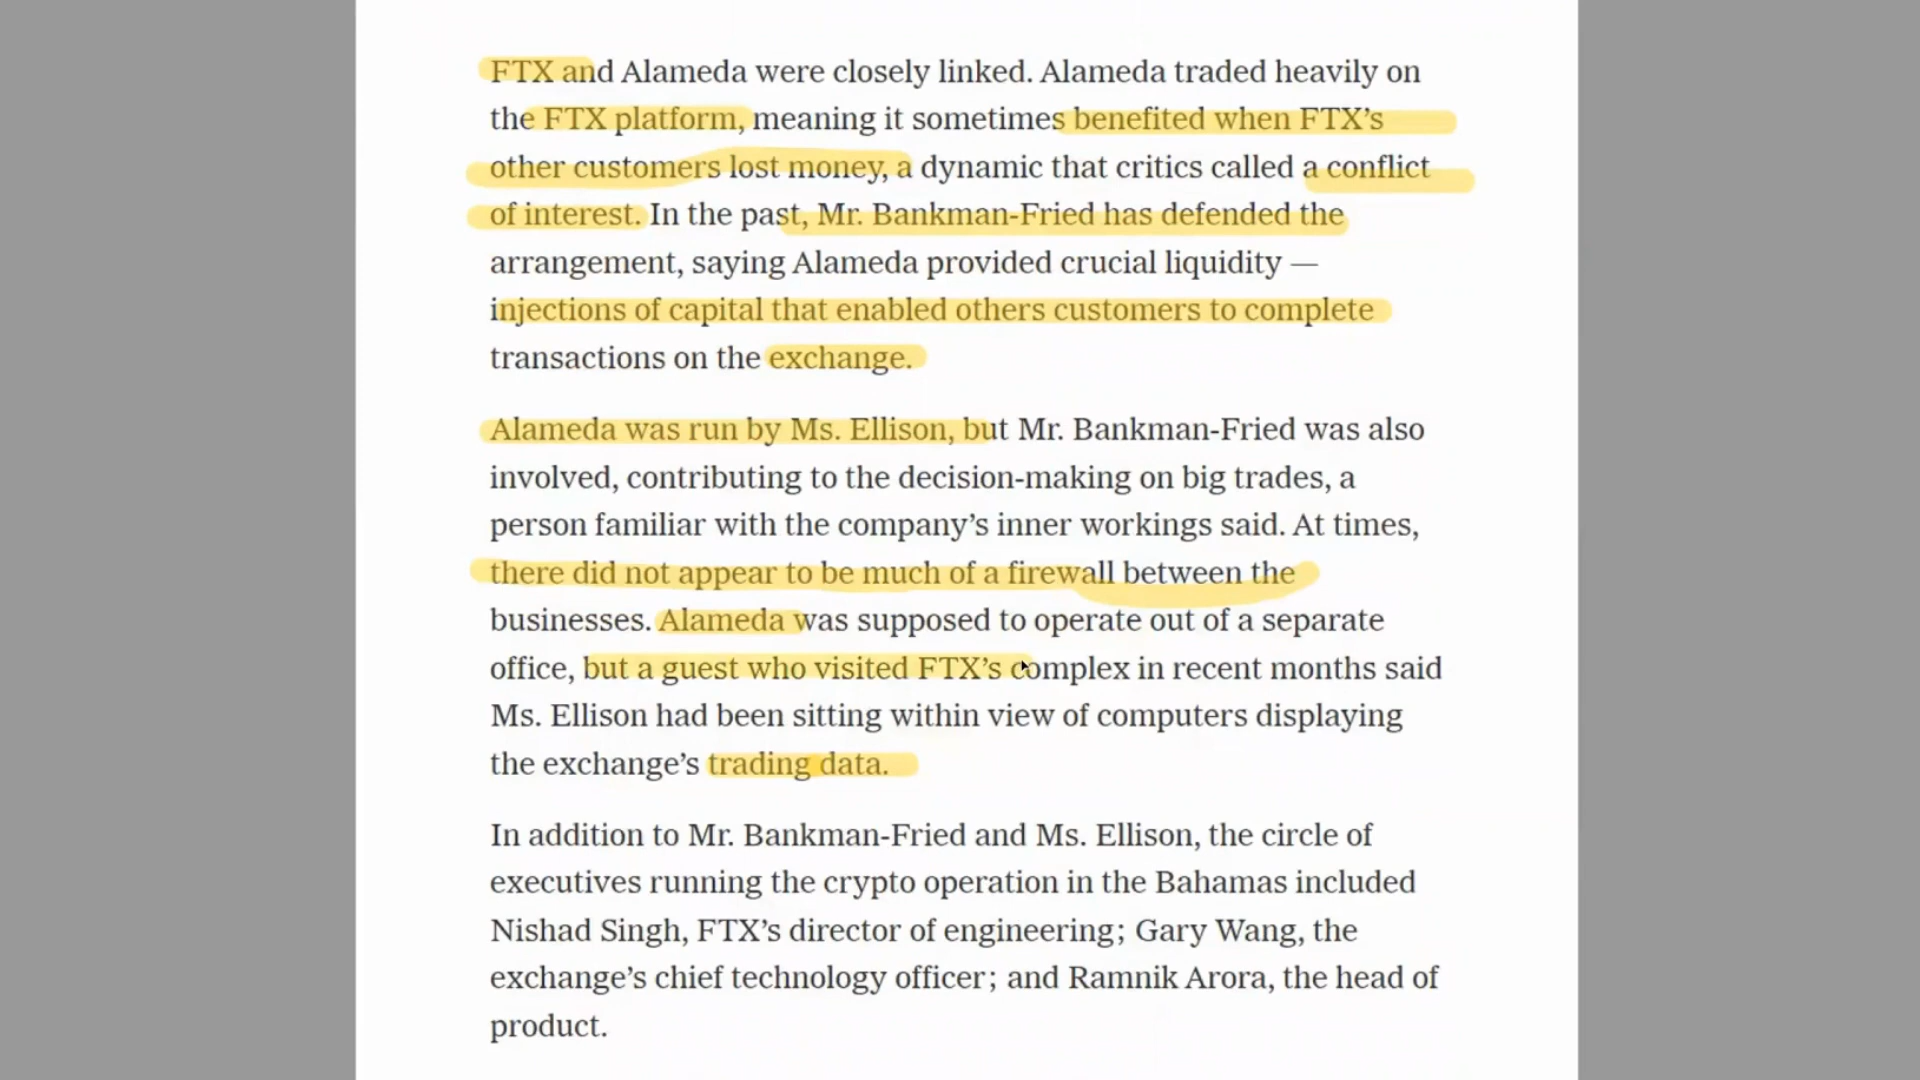 FTX and Alameda were closely linked. Alameda traded heavily on
the FTX platform, meaning it sometimes benefited when FTX’s
other customers lost money, a dynamic that critics called a conflict
of interest. In the past, Mr. Bankman-Fried has defended the
arrangement, saying Alameda provided crucial liquidity —
injections of capital that enabled others customers to complete
transactions on the exchange.
Alameda was run by Ms. Ellison, but Mr. Bankman-Fried was also
involved, contributing to the decision-making on big trades, a
person familiar with the company’s inner workings said. At times,
there did not appear to be much of a firewall between the
businesses. Alameda was supposed to operate out of a separate
office, but a guest who visited FTX’s complex in recent months said
Ms. Ellison had been sitting within view of computers displaying
the exchange’s trading data.
In addition to Mr. Bankman-Fried and Ms. Ellison, the circle of
executives running the crypto operation in the Bahamas included
Nishad Singh, FTX’s director of engineering; Gary Wang, the
exchange’s chief technology officer; and Ramnik Arora, the head of
product.